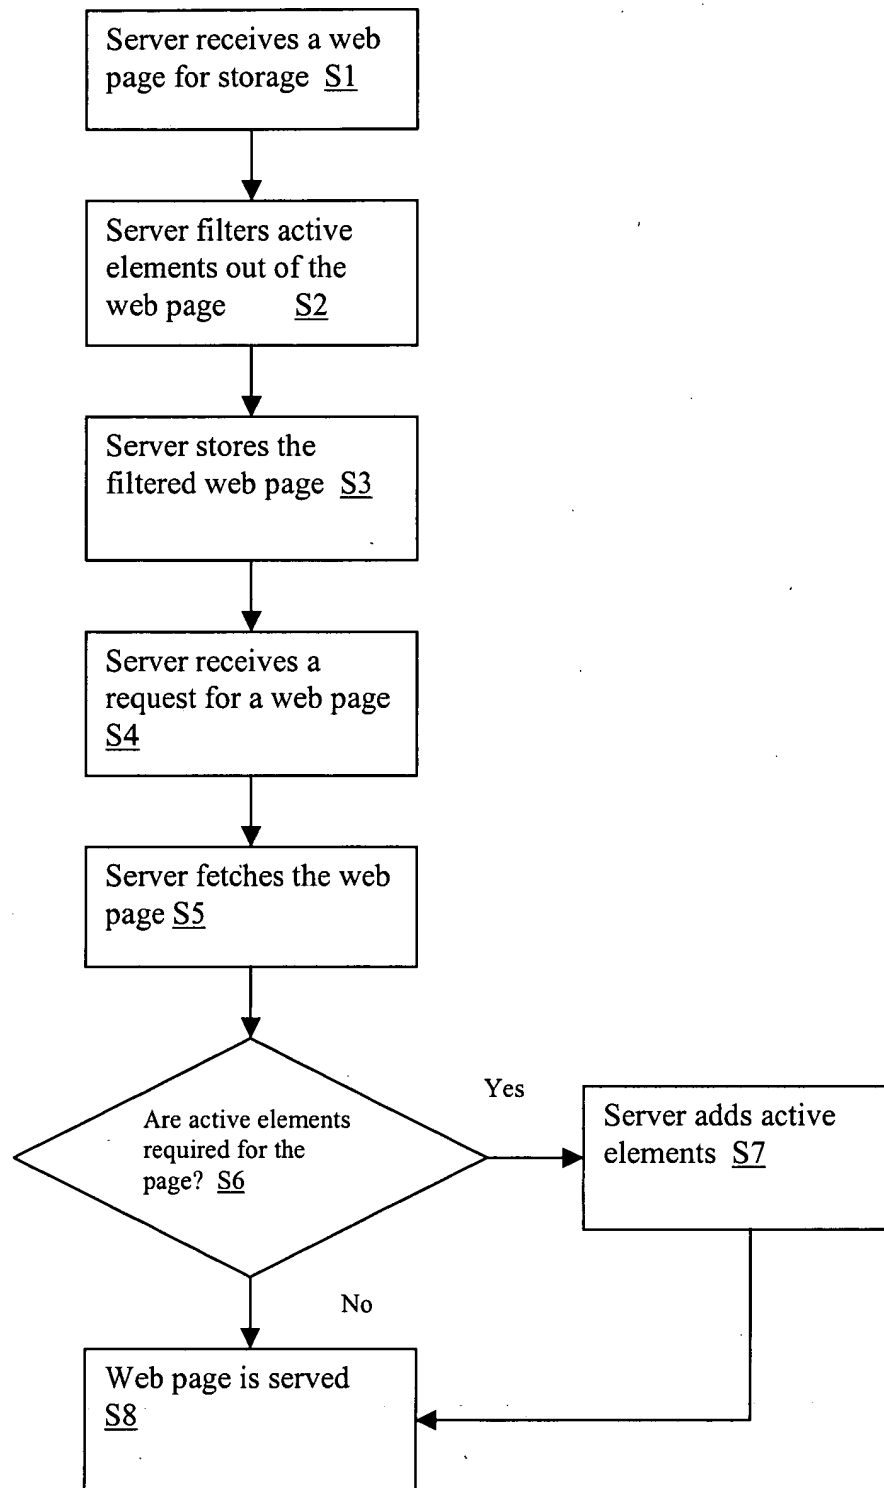 Server receives a web
page for storage S1
Server filters active
elements out of the
web page S2
Server stores the
filtered web page S3
Server receives a
request for a web page
S4
Server fetches the web
page S5
Are active elements
required for the
page? S6
Yes
Server adds active
elements S7
No
Web page is served
S8